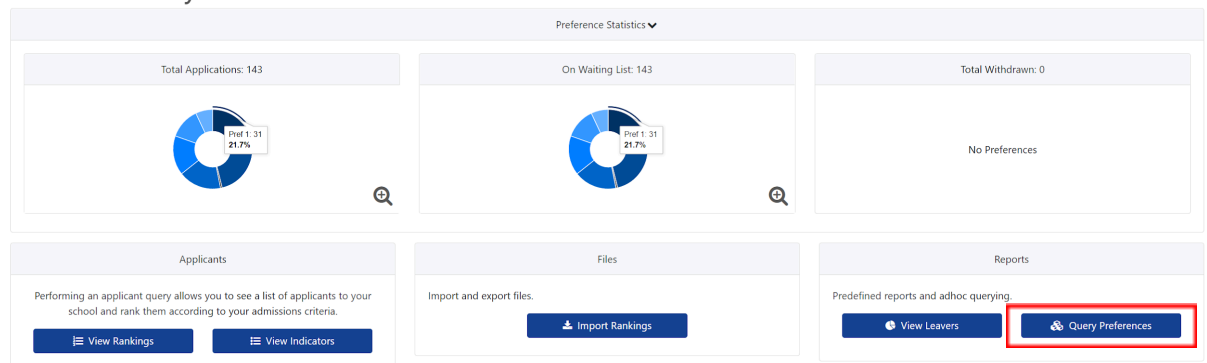 Preference Statistics
Total Applications: 143
On Waiting List: 143
Total Withdrawn: 0
Pref 1: 31
21.7%
Pref 1: 31
21.7%
No Preferences
Applicants
Files
Reports
Performing an applicant query allows you to see a list of applicants to your
school and rank them according to your admissions criteria.
Import and export files.
Predefined reports and adhoc querying.
View Rankings
View Indicators
Import Rankings
View Leavers
Query Preferences